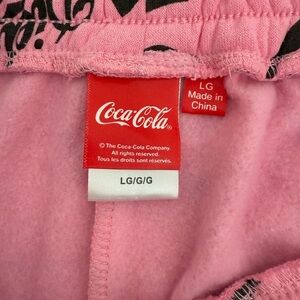 LG
Made in
China
Coca-Cola
© The Coca-Cola Company.
All rights reserved.
Tous les droits sont réservés.
LG/G/G